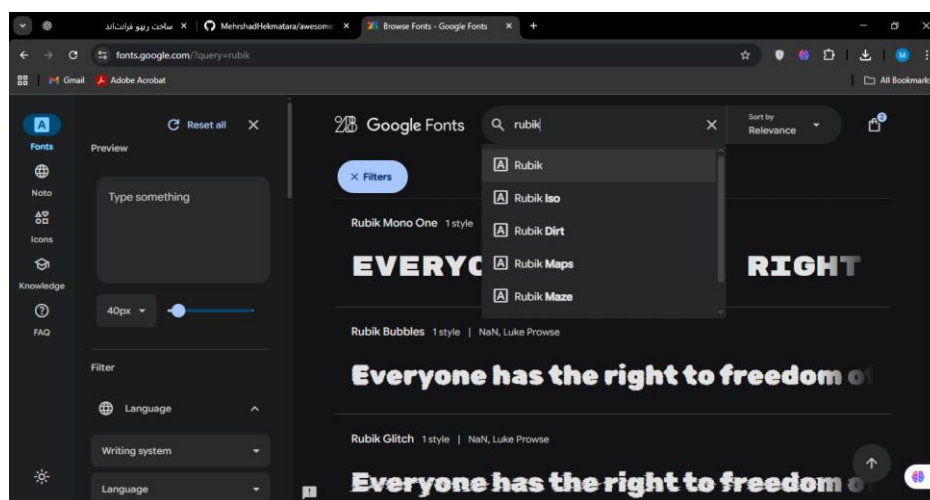 ساخت ریپو فرانت‌اند
MehrshadHekmatara/awesome
Browse Fonts - Google Fonts
fonts.google.com/?query=rubik
M
Gmail
Adobe Acrobat
All Bookmarks
Fonts
Noto
Icons
Knowledge
FAQ
Reset all
Preview
Type something
40px
Filter
Language
Writing system
Language
Google Fonts
rubik
Sort by
Relevance
Filters
Rubik
Rubik Iso
Rubik Dirt
Rubik Maps
Rubik Maze
Rubik Mono One 1 style
RIGHT
Rubik Bubbles 1 style | NaN, Luke Prowse
Everyone has the right to freedom of
Rubik Glitch 1 style | NaN, Luke Prowse
Everyone has the right to freedom o